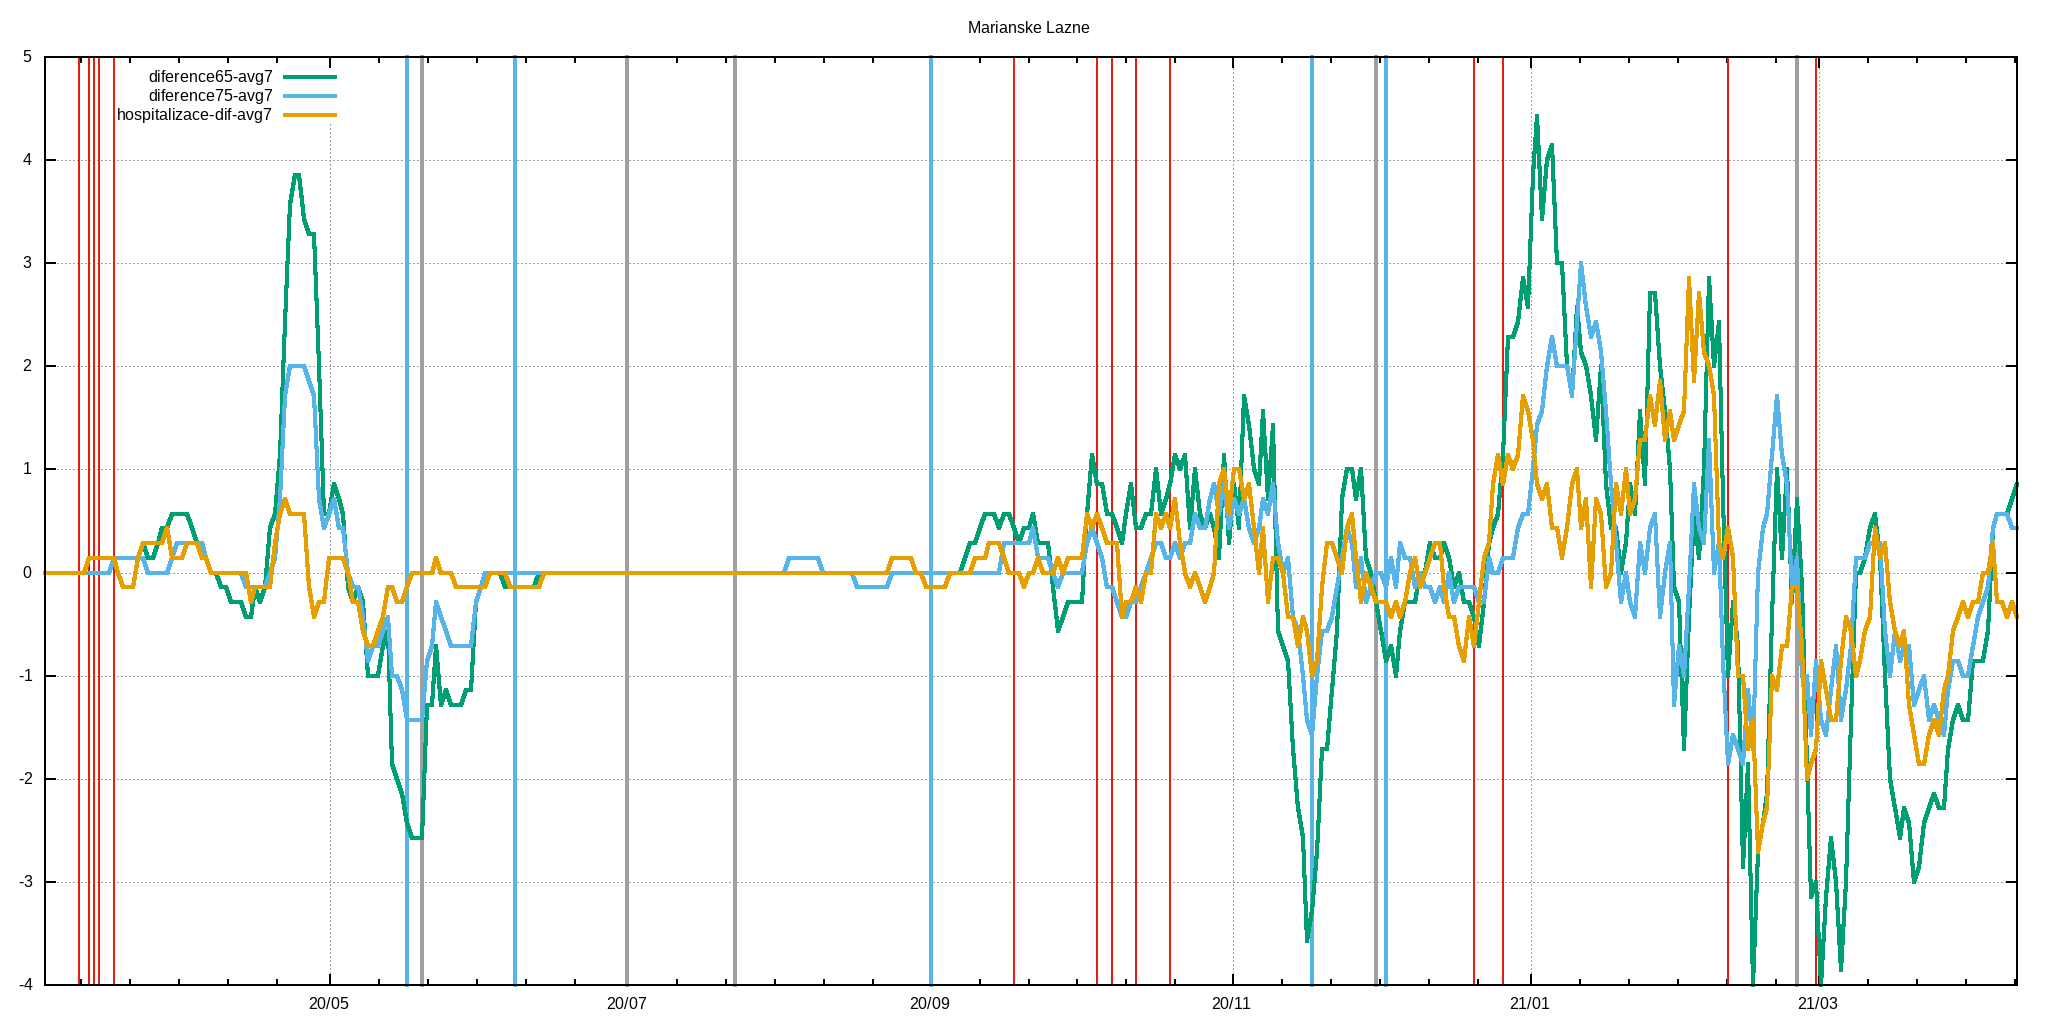 Marianske Lazne
5
diference65-avg7
diference75-avg7
hospitalizace-dif-avg7
4
3
2
1
0
-1
-2
-3
-4
20/05 20/07 20/09 20/11 21/01 21/03